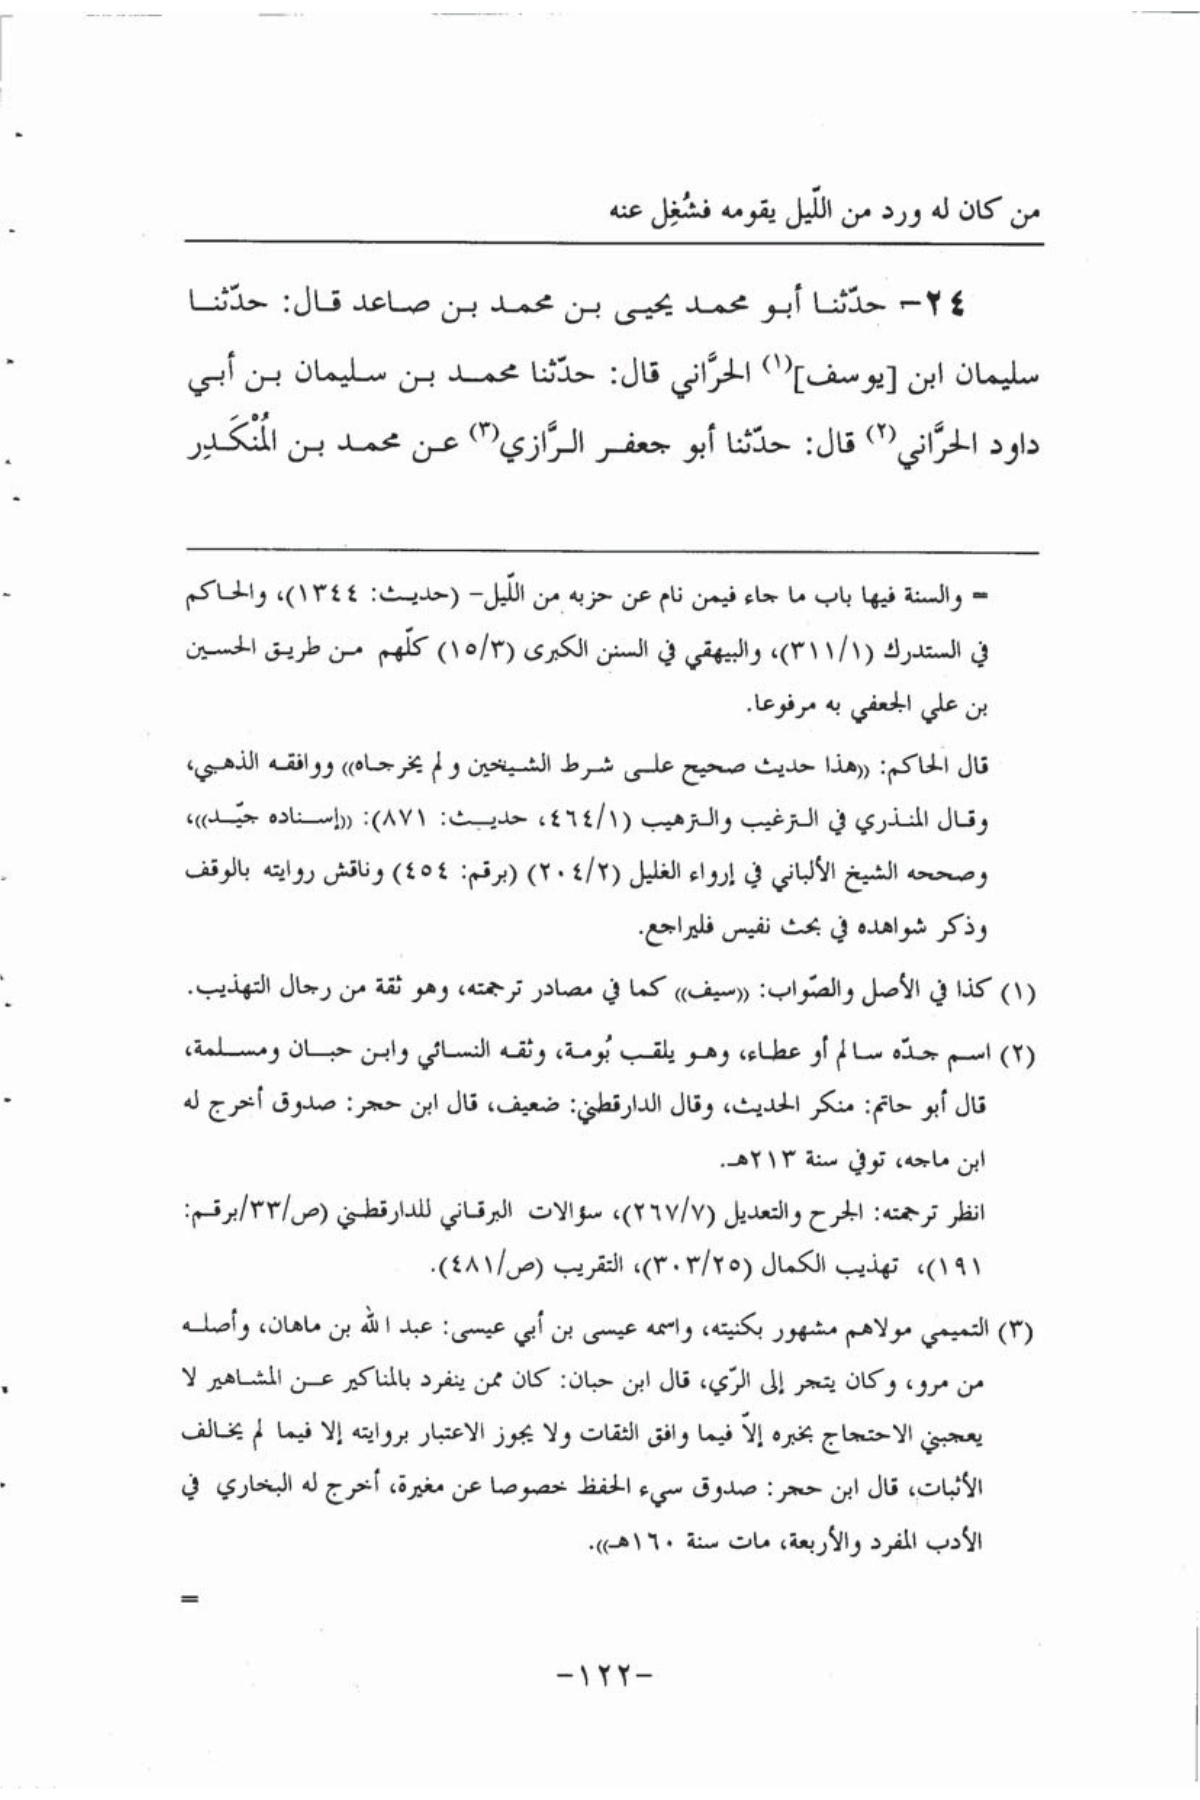 من كان له ورد من اللّيل يقومه فشُغِل عنه
٢٤- حدّثنا أبو محمد يحيى بن محمد بن صاعد قال: حدّثنا
سليمان ابن [يوسف](١) الحرَّاني قال: حدّثنا محمد بن سليمان بن أبي
داود الحرَّاني(٢) قال: حدّثنا أبو جعفر الرَّازي(٣) عن محمد بن المُنْكَدِر
= والسنة فيها باب ما جاء فيمن نام عن حزبه من اللّيل- (حديث: ١٣٤٤)، والحاكم
في الستدرك (٣١١/١)، والبيهقي في السنن الكبرى (١٥/٣) كلّهم من طريق الحسين
بن علي الجعفي به مرفوعا.
قال الحاكم: ((هذا حديث صحيح على شرط الشيخين ولم يخرجاه)) ووافقه الذهبي،
وقال المنذري في الترغيب والترهيب (٤٦٤/١، حديث: ٨٧١): ((إسناده جيّد))،
وصححه الشيخ الألباني في إرواء الغليل (٢٠٤/٢) (برقم: ٤٥٤) وناقش روايته بالوقف
وذكر شواهده في بحث نفيس فليراجع.
(١) كذا في الأصل والصّواب: ((سيف)) كما في مصادر ترجمته، وهو ثقة من رجال التهذيب.
(٢) اسم جدّه سالم أو عطاء، وهو يلقب بُومة، وثقه النسائي وابن حبان ومسلمة،
قال أبو حاتم: منكر الحديث، وقال الدارقطني: ضعيف، قال ابن حجر: صدوق أخرج له
ابن ماجه، توفي سنة ٢١٣هـ.
انظر ترجمته: الجرح والتعديل (٢٦٧/٧)، سؤالات البرقاني للدارقطني (ص/٣٣/برقم:
١٩١)، تهذيب الكمال (٣٠٣/٢٥)، التقريب (ص/٤٨١).
(٣) التميمي مولاهم مشهور بكنيته، واسمه عيسى بن أبي عيسى: عبد الله بن ماهان، وأصله
من مرو، وكان يتجر إلى الرّي، قال ابن حبان: كان ممن ينفرد بالمناكير عن المشاهير لا
يعجبني الاحتجاج بخبره إلاّ فيما وافق الثقات ولا يجوز الاعتبار بروايته إلا فيما لم يخالف
الأثبات، قال ابن حجر: صدوق سيء الحفظ خصوصا عن مغيرة، أخرج له البخاري في
الأدب المفرد والأربعة، مات سنة ١٦٠هـ)).
=
-١٢٢-